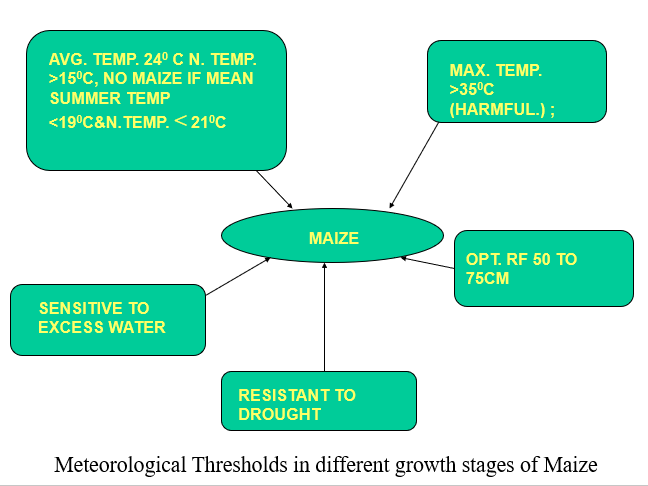 AVG. TEMP. 24⁰ C N. TEMP.
>15⁰C, NO MAIZE IF MEAN
SUMMER TEMP
<19⁰C&N.TEMP. < 21⁰C
MAX. TEMP.
>35⁰C
(HARMFUL.) ;
MAIZE
OPT. RF 50 TO
75CM
SENSITIVE TO
EXCESS WATER
RESISTANT TO
DROUGHT
Meteorological Thresholds in different growth stages of Maize